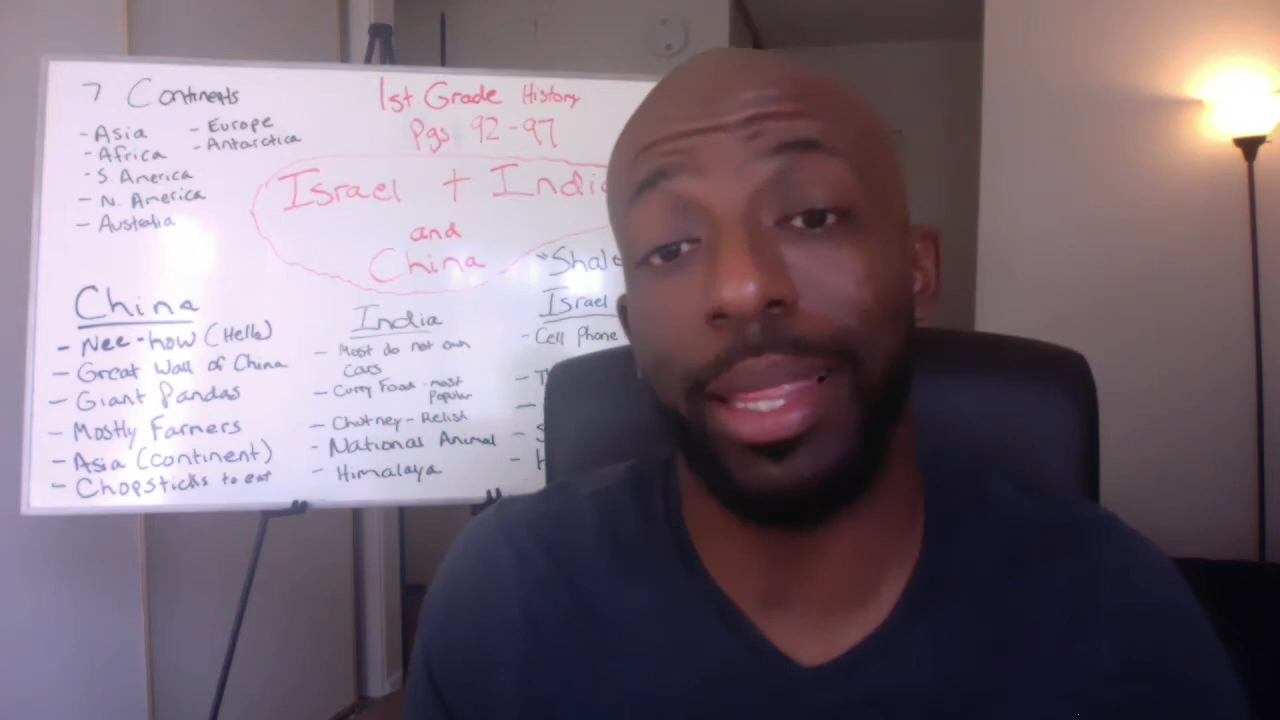 7 Continents
- Asia
- Africa
- S. America
- N. America
- Australia
- Europe
- Antarctica
1st Grade History
Pgs. 92-97
Israel + India
and
China
China
- Nee-how (Hello)
- Great Wall of China
- Giant Pandas
- Mostly Farmers
- Asia (continent)
- Chopsticks to eat
India
- Most do not own
cars
- Curry Food - most
Popular
- Chutney - Relish
- National Animal
- Himalaya
"Shal
Israel
- Cell Phone